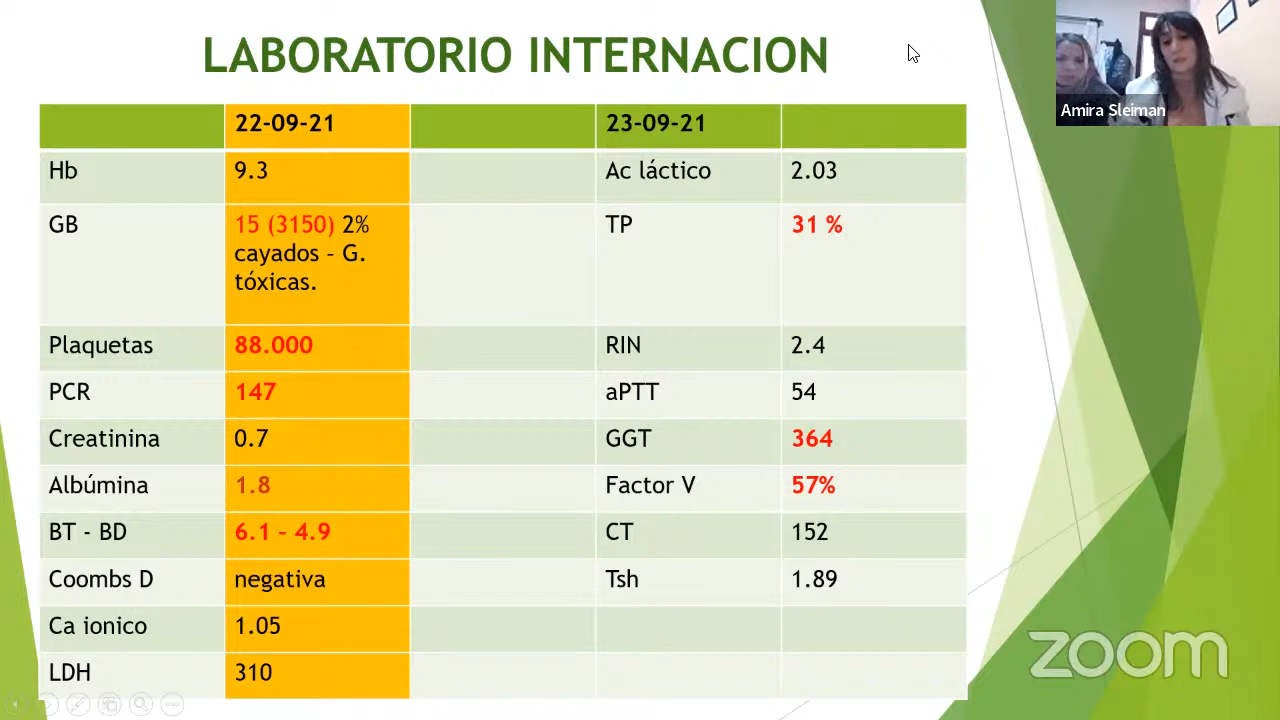 LABORATORIO INTERNACION
Amira Sleiman
22-09-21 23-09-21
Hb 9.3 Ac láctico 2.03
GB 15 (3150) 2% TP 31 %
cayados – G.
tóxicas.
Plaquetas 88.000 RIN 2.4
PCR 147 aPTT 54
Creatinina 0.7 GGT 364
Albúmina 1.8 Factor V 57%
BT - BD 6.1 – 4.9 CT 152
Coombs D negativa Tsh 1.89
Ca ionico 1.05
LDH 310
zoom